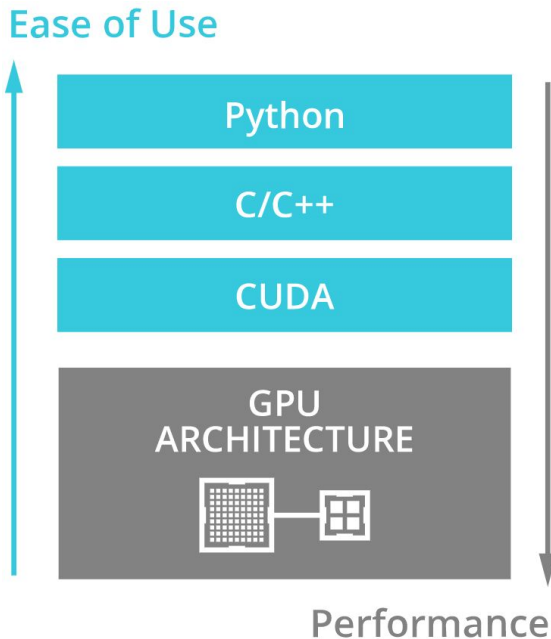 Ease of Use
Python
C/C++
CUDA
GPU
ARCHITECTURE
Performance